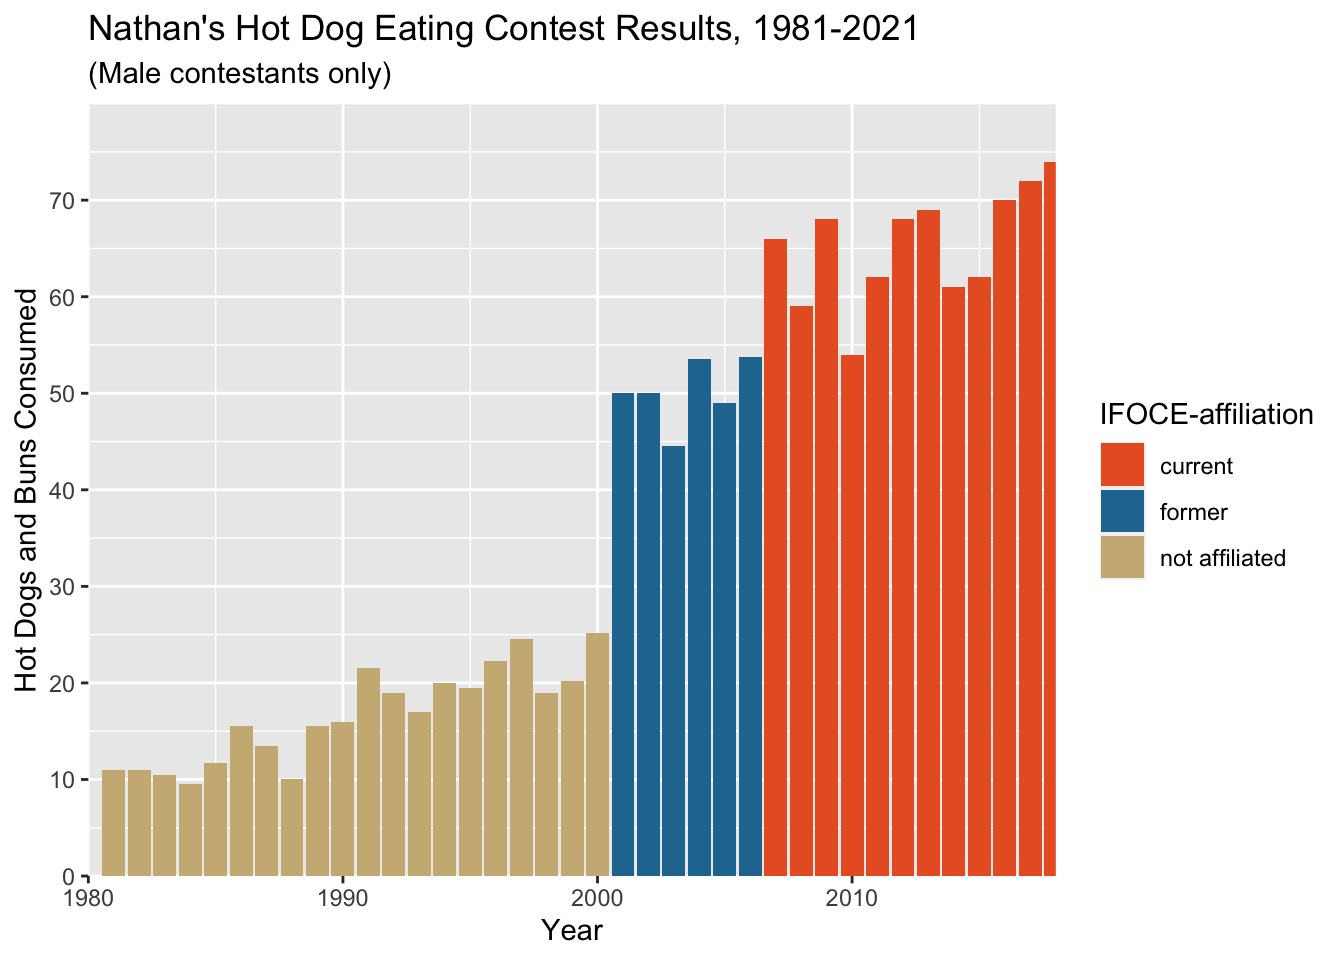 Nathan's Hot Dog Eating Contest Results, 1981-2021
(Male contestants only)
Hot Dogs and Buns Consumed
70
60
50
40
30
20
10
0
1980 1990 2000 2010
Year
IFOCE-affiliation
current
former
not affiliated